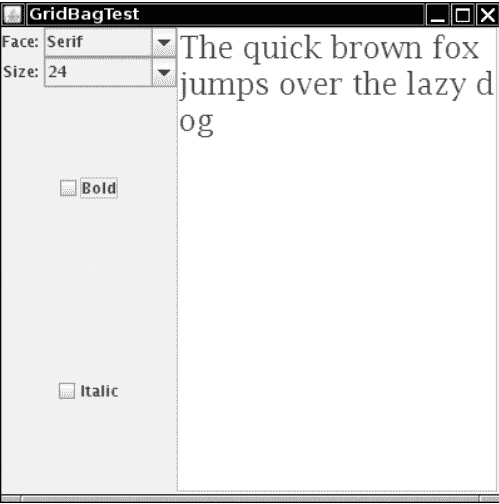 GridBagTest
Face: Serif
Size: 24
Bold
Italic
The quick brown fox
jumps over the lazy d
og